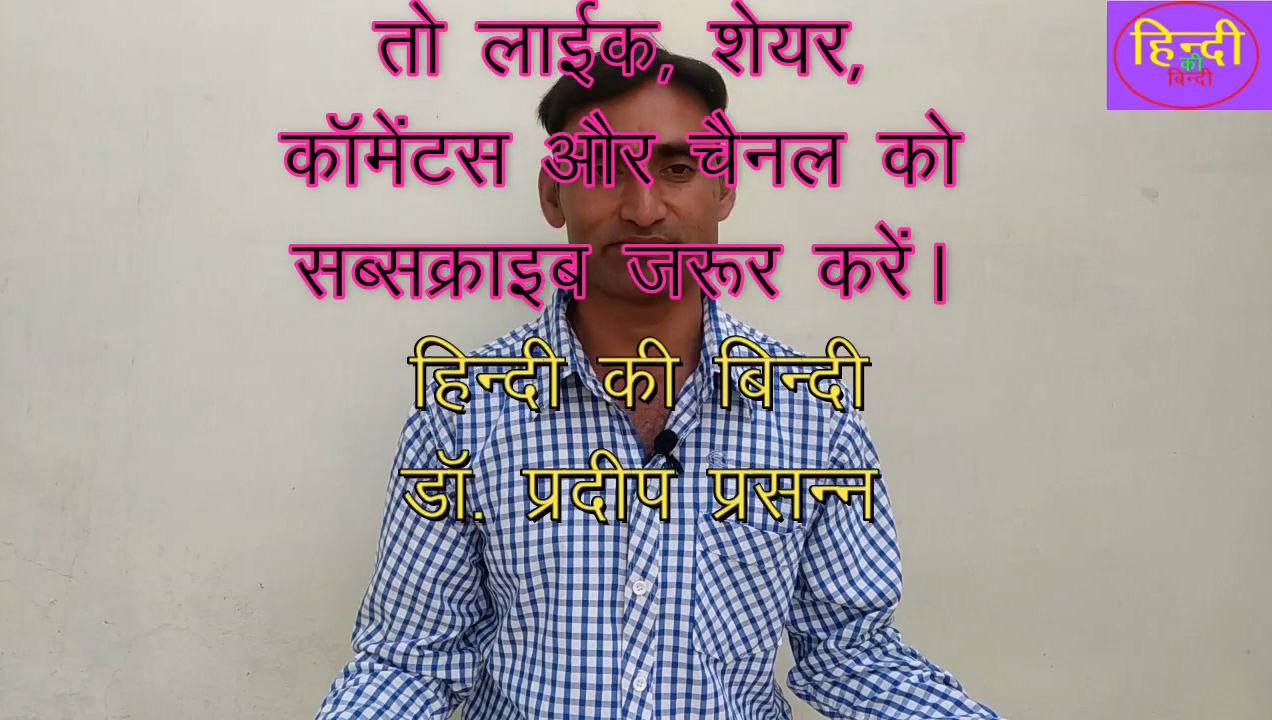 तो लाईक, शेयर,
कॉमेंटस और चैनल को
सब्सक्राइब जरूर करें।
हिन्दी की बिन्दी
डॉ. प्रदीप प्रसन्न
हिन्दी
की
बिन्दी